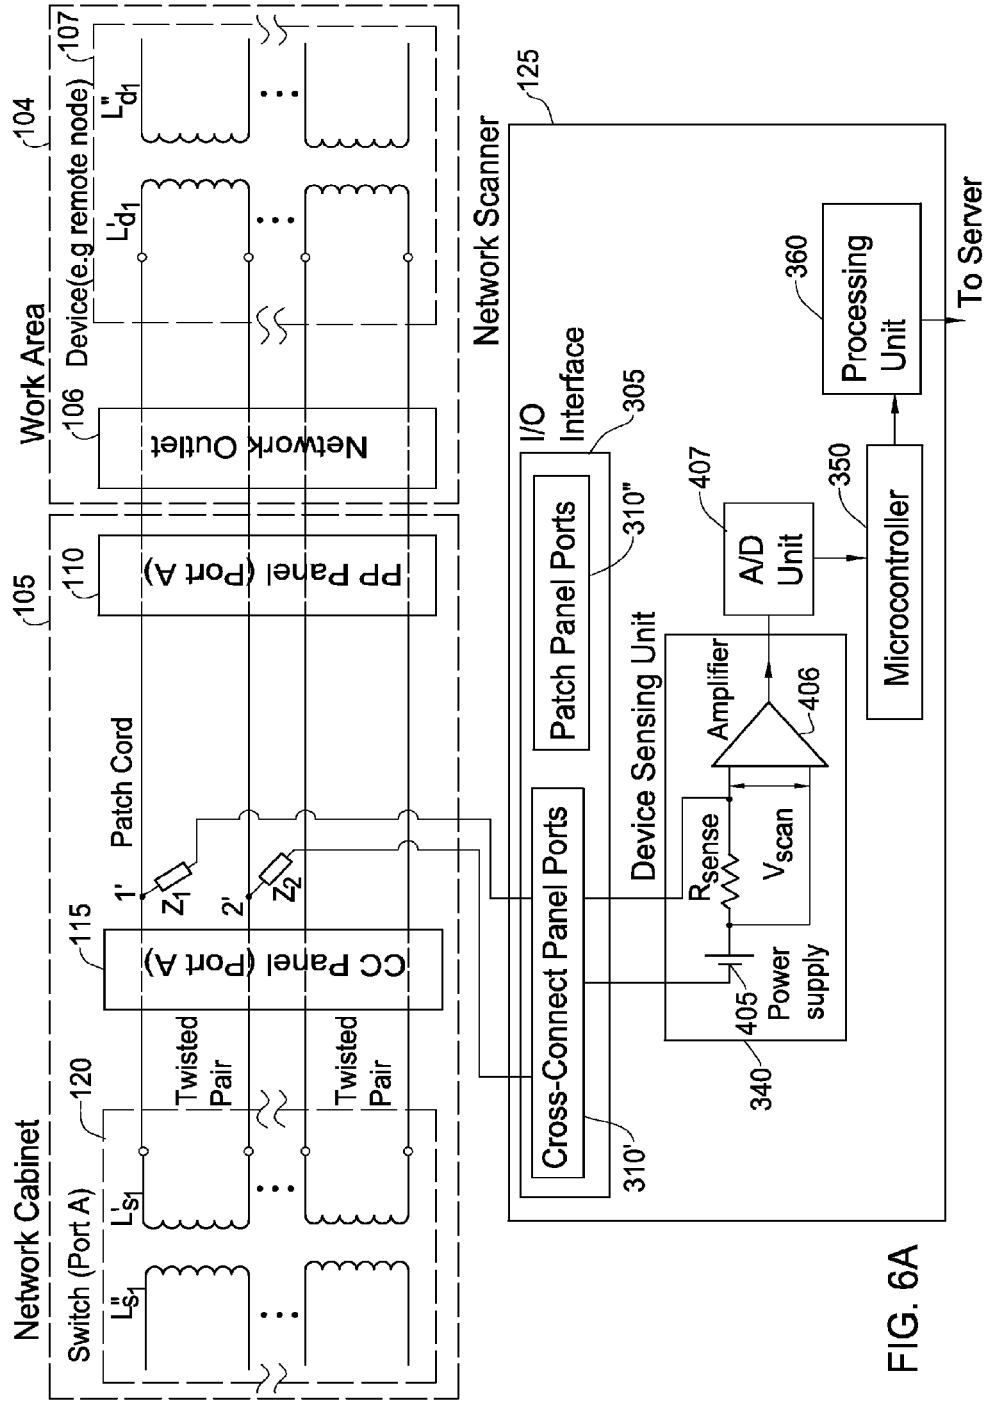 Network Cabinet
105
Switch (Port A)
120
L"s1
L's1
Twisted
Pair
Twisted
Pair
115
CC Panel (Port A)
1'
Z1
2'
Z2
Patch Cord
110
PP Panel (Port A)
Work Area
104
106
Network Outlet
Device(e.g remote node)
107
L'd1
L"d1
Network Scanner
125
I/O
Interface
305
Cross-Connect Panel Ports
310'
Patch Panel Ports
310"
Device Sensing Unit
340
405
Power
supply
Rsense
Vscan
Amplifier
406
A/D
Unit
407
Microcontroller
350
Processing
Unit
360
To Server
FIG. 6A